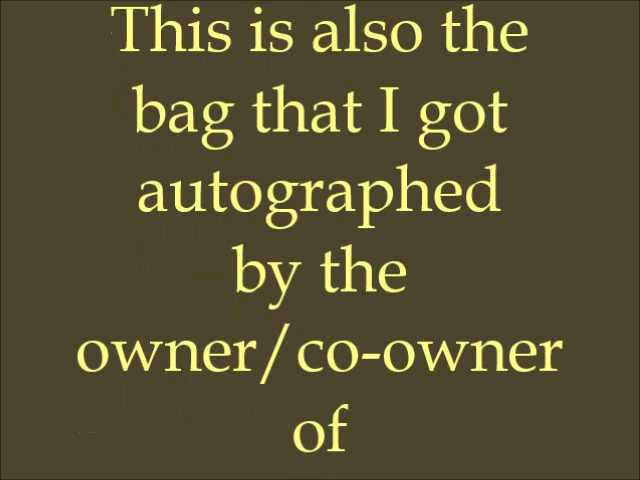 This is also the
bag that I got
autographed
by the
owner/co-owner
of